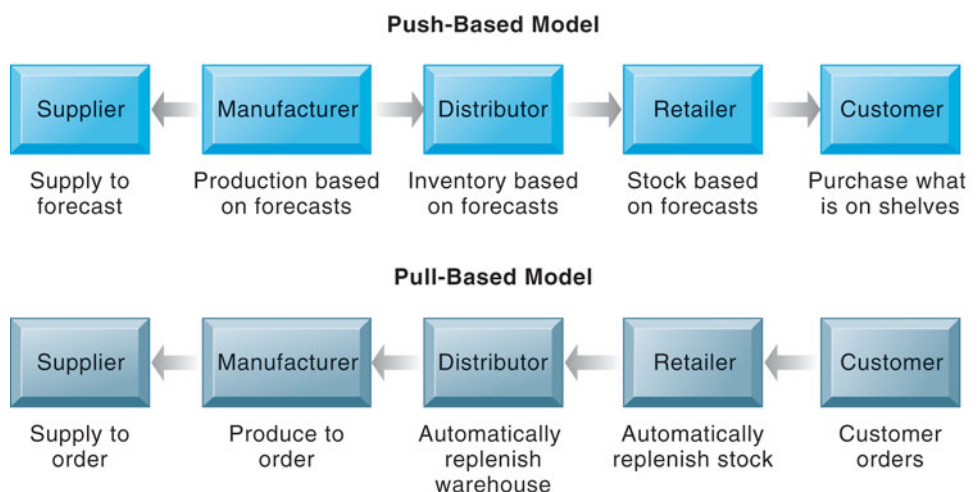 Push-Based Model
Supplier
Manufacturer
Distributor
Retailer
Customer
Supply to
forecast
Production based
on forecasts
Inventory based
on forecasts
Stock based
on forecasts
Purchase what
is on shelves
Pull-Based Model
Supplier
Manufacturer
Distributor
Retailer
Customer
Supply to
order
Produce to
order
Automatically
replenish
warehouse
Automatically
replenish stock
Customer
orders